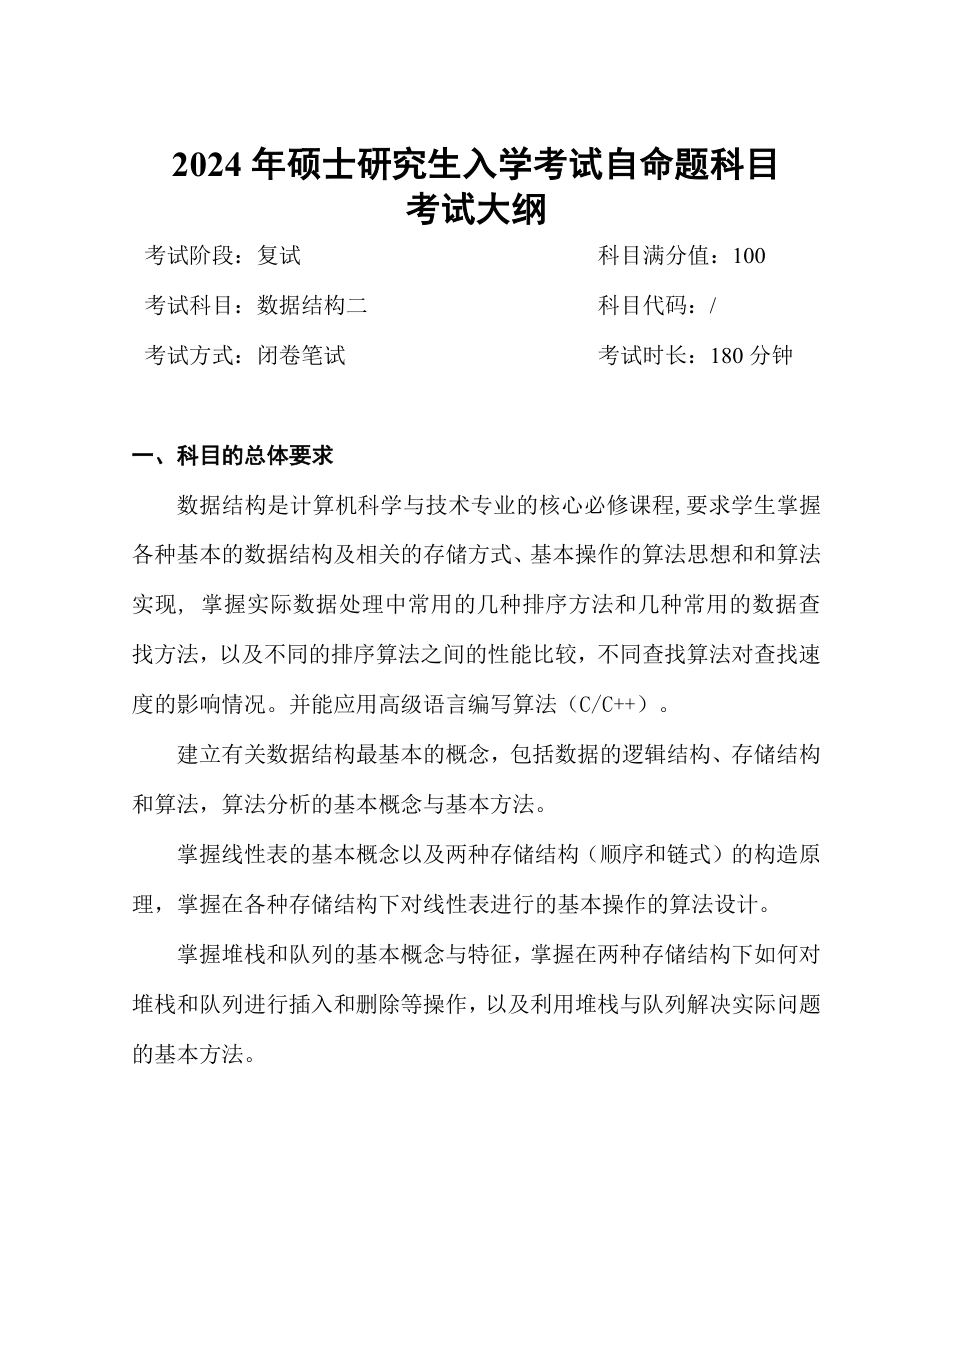 2024 年硕士研究生入学考试自命题科目
考试大纲
考试阶段：复试 科目满分值：100
考试科目：数据结构二 科目代码：/
考试方式：闭卷笔试 考试时长：180 分钟
一、科目的总体要求
数据结构是计算机科学与技术专业的核心必修课程,要求学生掌握
各种基本的数据结构及相关的存储方式、基本操作的算法思想和和算法
实现, 掌握实际数据处理中常用的几种排序方法和几种常用的数据查
找方法，以及不同的排序算法之间的性能比较，不同查找算法对查找速
度的影响情况。并能应用高级语言编写算法（C/C++）。
建立有关数据结构最基本的概念，包括数据的逻辑结构、存储结构
和算法，算法分析的基本概念与基本方法。
掌握线性表的基本概念以及两种存储结构（顺序和链式）的构造原
理，掌握在各种存储结构下对线性表进行的基本操作的算法设计。
掌握堆栈和队列的基本概念与特征，掌握在两种存储结构下如何对
堆栈和队列进行插入和删除等操作，以及利用堆栈与队列解决实际问题
的基本方法。